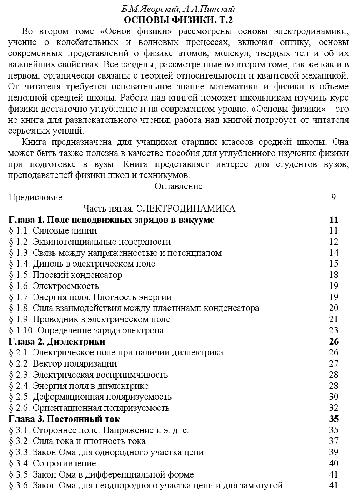 Б.М.Яворский, А.А.Пинский
ОСНОВЫ ФИЗИКИ. Т.2
Во втором томе «Основ физики» рассмотрены основы электродинамики,
учение о колебательных и волновых процессах, включая оптику, основы
современных представлений о физике атомов, молекул, твердых тел и об их
важнейших свойствах. Все разделы, рассмотренные во втором томе, так же как и в
первом, органически связаны с теорией относительности и квантовой механикой.
От читателя требуется основательное знание математики и физики в объеме
неполной средней школы. Работа над книгой поможет школьникам изучить курс
физики достаточно углубленно и на современном уровне. «Основы физики» – это
не книга для развлекательного чтения, работа над книгой потребует от читателя
серьезных усилий.
Книга предназначена для учащихся старших классов средней школы. Она
может быть также полезна в качестве пособия для углубленного изучения физики
при подготовке в вузы. Книга представляет интерес для студентов вузов,
преподавателей физики школ и техникумов.
Оглавление
Предисловие 9
Часть пятая. ЭЛЕКТРОДИНАМИКА
Глава 1. Поле неподвижных зарядов в вакууме 11
§ 1.1. Силовые линии 11
§ 1.2. Эквипотенциальные поверхности 12
§ 1.3. Связь между напряженностью и потенциалом 14
§ 1.4. Диполь в электрическом поле 15
§ 1.5. Плоский конденсатор 18
§ 1.6. Электроемкость 19
§ 1.7. Энергия поля. Плотность энергии 19
§ 1.8. Сила взаимодействия между пластинами конденсатора 20
§ 1.9. Проводник в электрическом поле 21
§ 1.10. Определение заряда электрона 23
Глава 2. Диэлектрики 26
§ 2.1. Электрическое поле при наличии диэлектрика 26
§ 2.2. Вектор поляризации 27
§ 2.3. Электрическая восприимчивость 28
§ 2.4. Энергия поля в диэлектрике 28
§ 2.5. Деформационная поляризуемость 30
§ 2.6. Ориентационная поляризуемость 32
Глава 3. Постоянный ток 35
§ 3.1. Стороннее поле. Напряжение и э.д.с. 35
§ 3.2. Сила тока и плотность тока 37
§ 3.3. Закон Ома для однородного участка цепи 39
§ 3.4. Сопротивление 40
§ 3.5. Закон Ома в дифференциальной форме 41
§ 3.6. Закон Ома для неоднородного участка цепи и для замкнутой 41